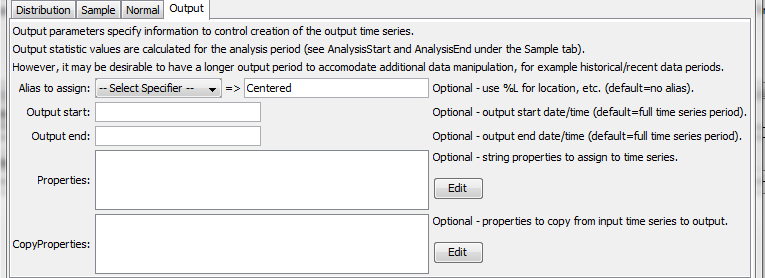 Distribution Sample Normal Output
Output parameters specify information to control creation of the output time series.
Output statistic values are calculated for the analysis period (see AnalysisStart and AnalysisEnd under the Sample tab).
However, it may be desirable to have a longer output period to accomodate additional data manipulation, for example historical/recent data periods.
Alias to assign: -- Select Specifier -- => Centered Optional - use %L for location, etc. (default=no alias).
Output start: Optional - output start date/time (default=full time series period).
Output end: Optional - output end date/time (default=full time series period).
Optional - string properties to assign to time series.
Properties: Edit
Optional - properties to copy from input time series to output.
CopyProperties: Edit